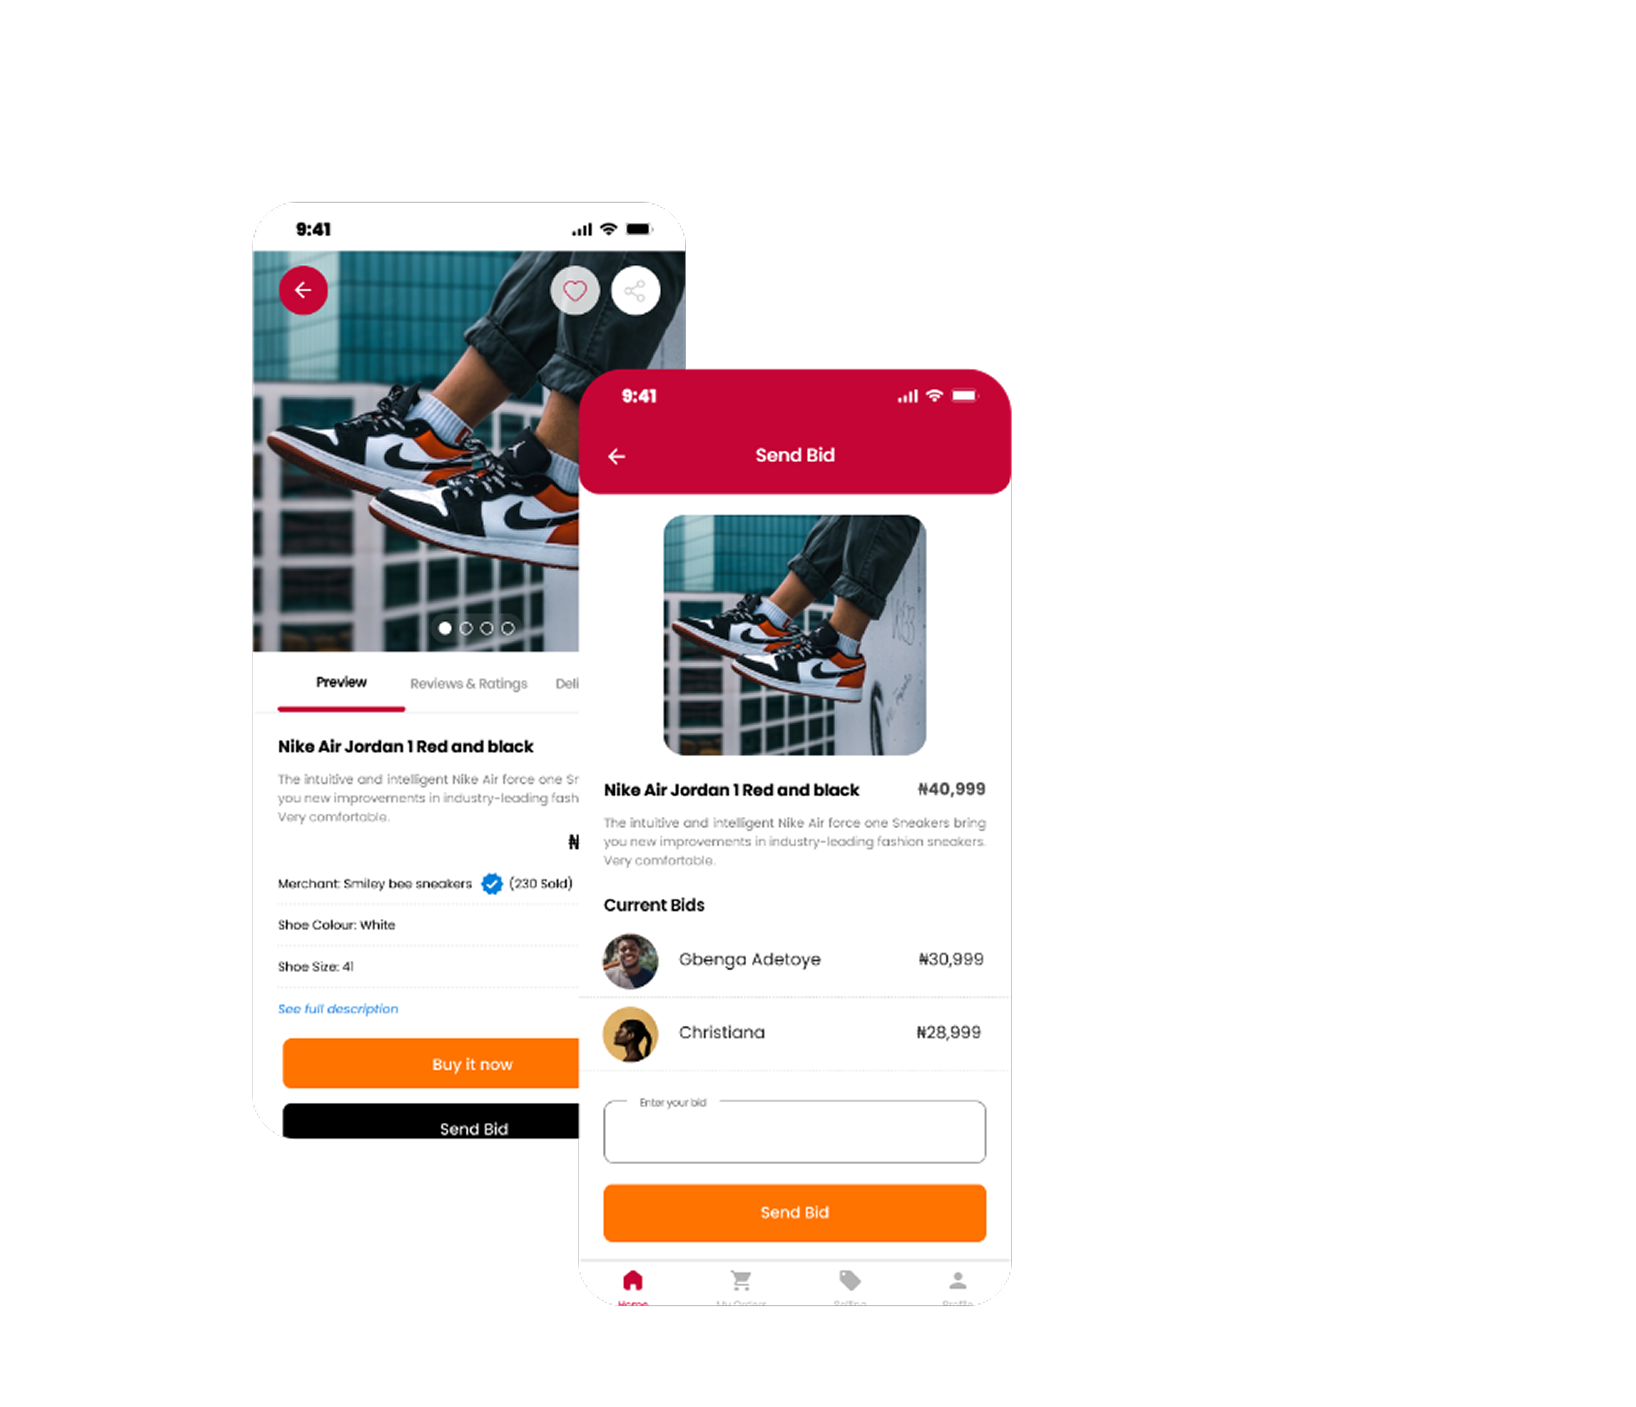 9:41
Preview
Reviews & Ratings
Deli
Nike Air Jordan 1 Red and black
The intuitive and intelligent Nike Air force one Sr
you new improvements in industry-leading fash
Very comfortable.
₦
Merchant: Smiley bee sneakers (230 Sold)
Shoe Colour: White
Shoe Size: 41
See full description
Buy it now
Send Bid
9:41
Send Bid
Nike Air Jordan 1 Red and black ₦40,999
The intuitive and intelligent Nike Air force one Sneakers bring
you new improvements in industry-leading fashion sneakers.
Very comfortable.
Current Bids
Gbenga Adetoye ₦30,999
Christiana ₦28,999
Enter your bid
Send Bid
Home
My Orders
Selling
Profile